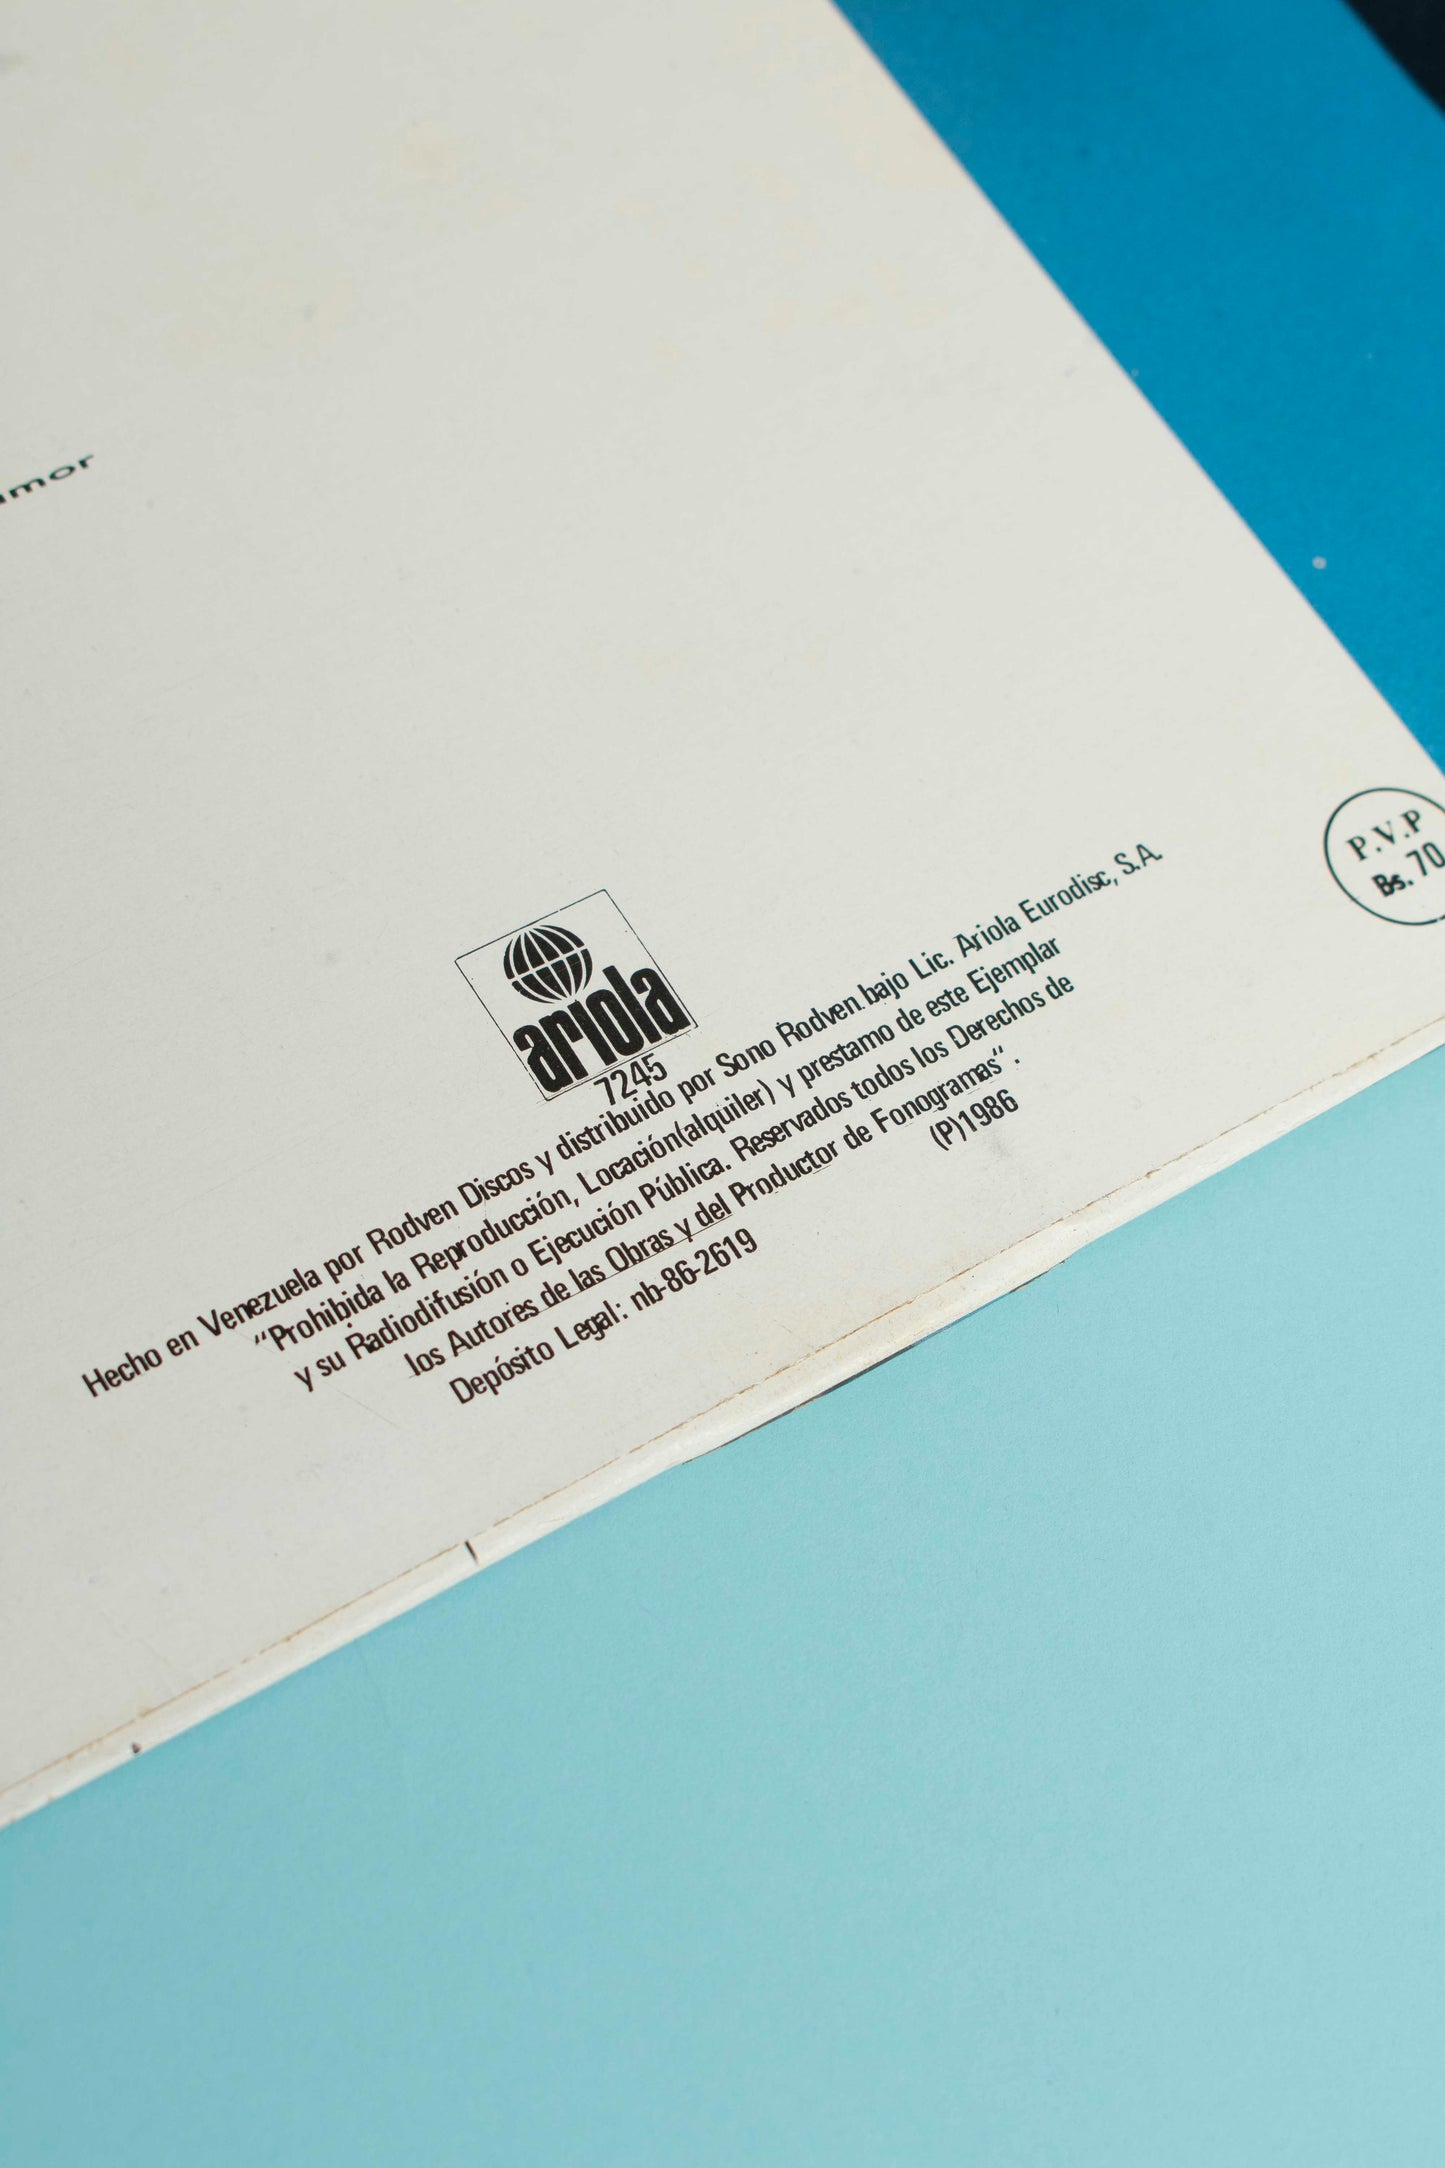 amor
P.V.P
Bs. 70
ariola
7245
Hecho en Venezuela por Rodven Discos y distribuido por Sono Rodven bajo Lic. Ariola Eurodisc, S.A.
“Prohibida la Reproducción, Locación(alquiler) y prestamo de este Ejemplar
y su Radiodifusión o Ejecución Pública. Reservados todos los Derechos de
los Autores de las Obras y del Productor de Fonogramas”.
Depósito Legal: nb-86-2619 (P)1986